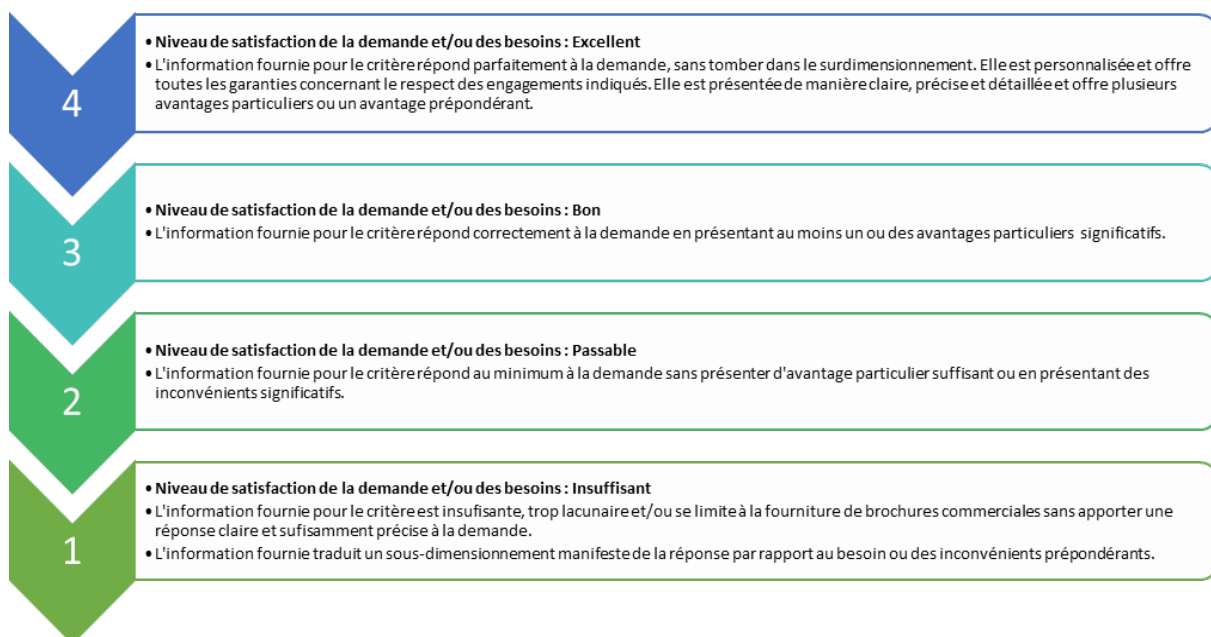 4
• Niveau de satisfaction de la demande et/ou des besoins : Excellent
• L'information fournie pour le critère répond parfaitement à la demande, sans tomber dans le surdimensionnement. Elle est personnalisée et offre
toutes les garanties concernant le respect des engagements indiqués. Elle est présentée de manière claire, précise et détaillée et offre plusieurs
avantages particuliers ou un avantage prépondérant.
3
• Niveau de satisfaction de la demande et/ou des besoins : Bon
• L'information fournie pour le critère répond correctement à la demande en présentant au moins un ou des avantages particuliers significatifs.
2
• Niveau de satisfaction de la demande et/ou des besoins : Passable
• L'information fournie pour le critère répond au minimum à la demande sans présenter d'avantage particulier suffisant ou en présentant des
inconvénients significatifs.
1
• Niveau de satisfaction de la demande et/ou des besoins : Insuffisant
• L'information fournie pour le critère est insufisante, trop lacunaire et/ou se limite à la fourniture de brochures commerciales sans apporter une
réponse claire et sufisamment précise à la demande.
• L'information fournie traduit un sous-dimensionnement manifeste de la réponse par rapport au besoin ou des inconvénients prépondérants.